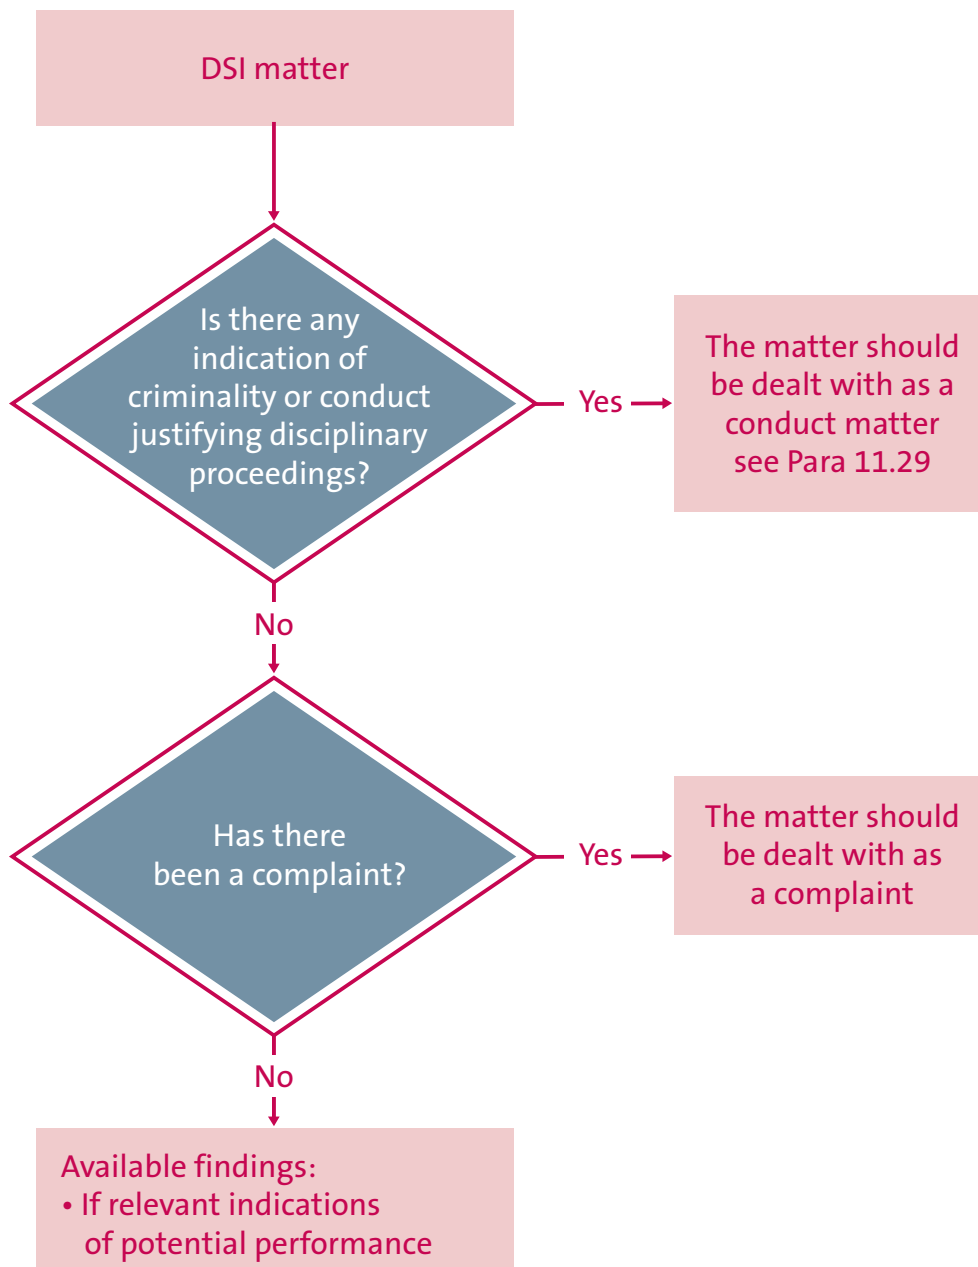 DSI matter
Is there any
indication of
criminality or conduct
justifying disciplinary
proceedings?
Yes
The matter should
be dealt with as a
conduct matter
see Para 11.29
No
Has there
been a complaint?
Yes
The matter should
be dealt with as
a complaint
No
Available findings:
• If relevant indications
of potential performance